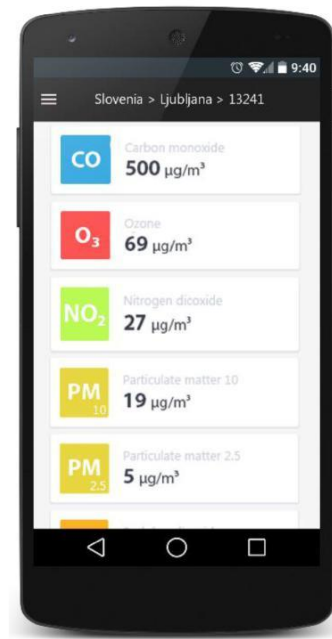 9:40
Slovenia > Ljubljana > 13241
CO
Carbon monoxide
500 µg/m³
O₃
Ozone
69 µg/m³
NO₂
Nitrogen dicoxide
27 µg/m³
PM
10
Particulate matter 10
19 µg/m³
PM
2.5
Particulate matter 2.5
5 µg/m³